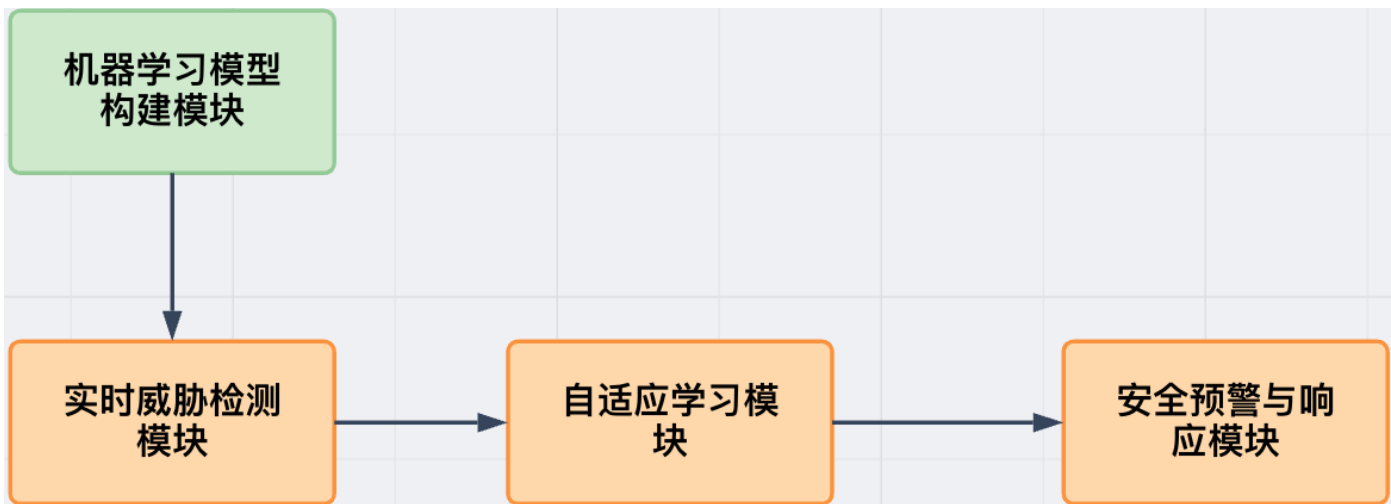 机器学习模型
构建模块
实时威胁检测
模块
自适应学习模
块
安全预警与响
应模块